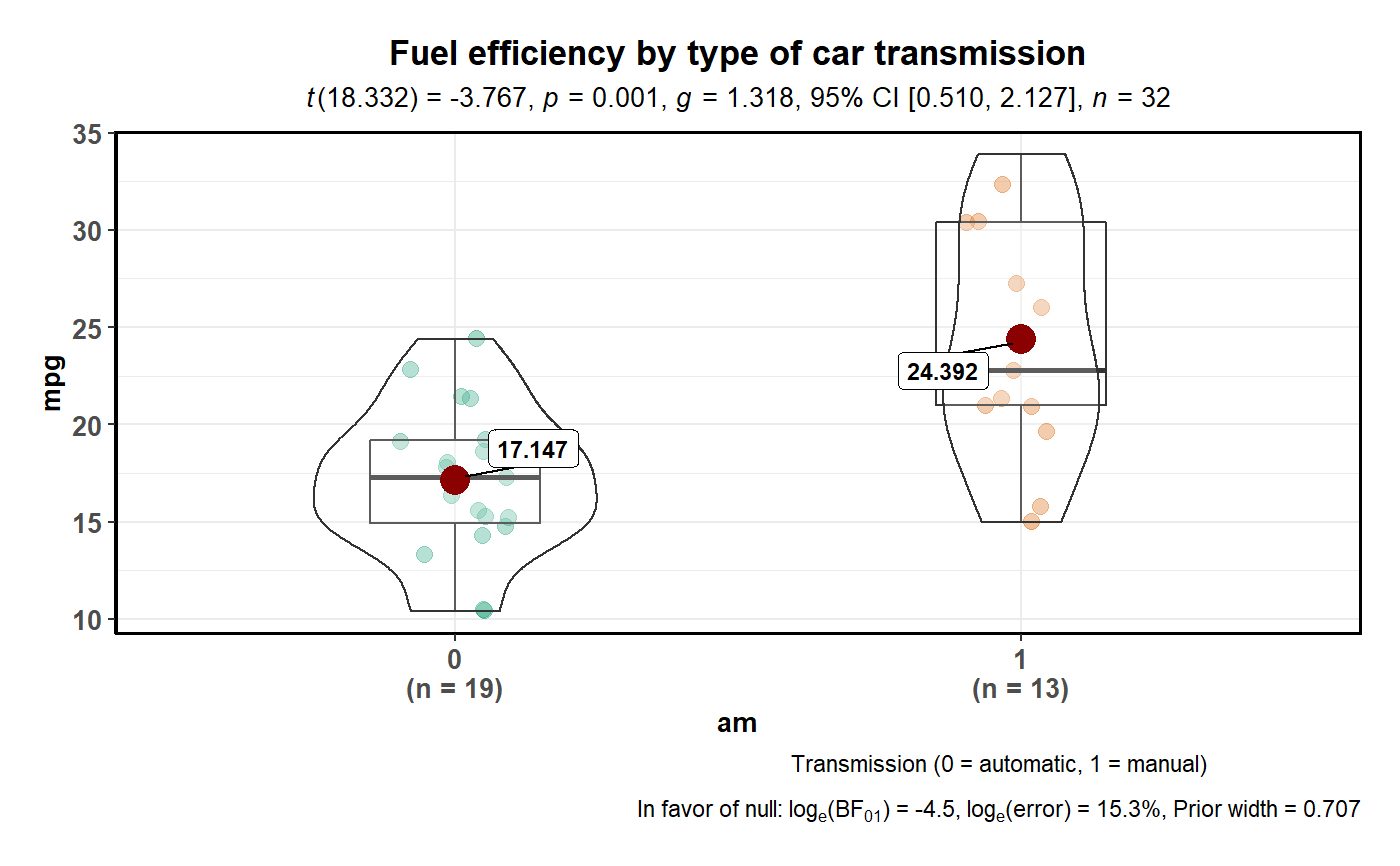 Fuel efficiency by type of car transmission
t(18.332) = -3.767, p = 0.001, g = 1.318, 95% CI [0.510, 2.127], n = 32
35
30
25
20
15
10
mpg
24.392
17.147
0 1
(n = 19) (n = 13)
am
Transmission (0 = automatic, 1 = manual)
In favor of null: logₑ(BF₀₁) = -4.5, logₑ(error) = 15.3%, Prior width = 0.707